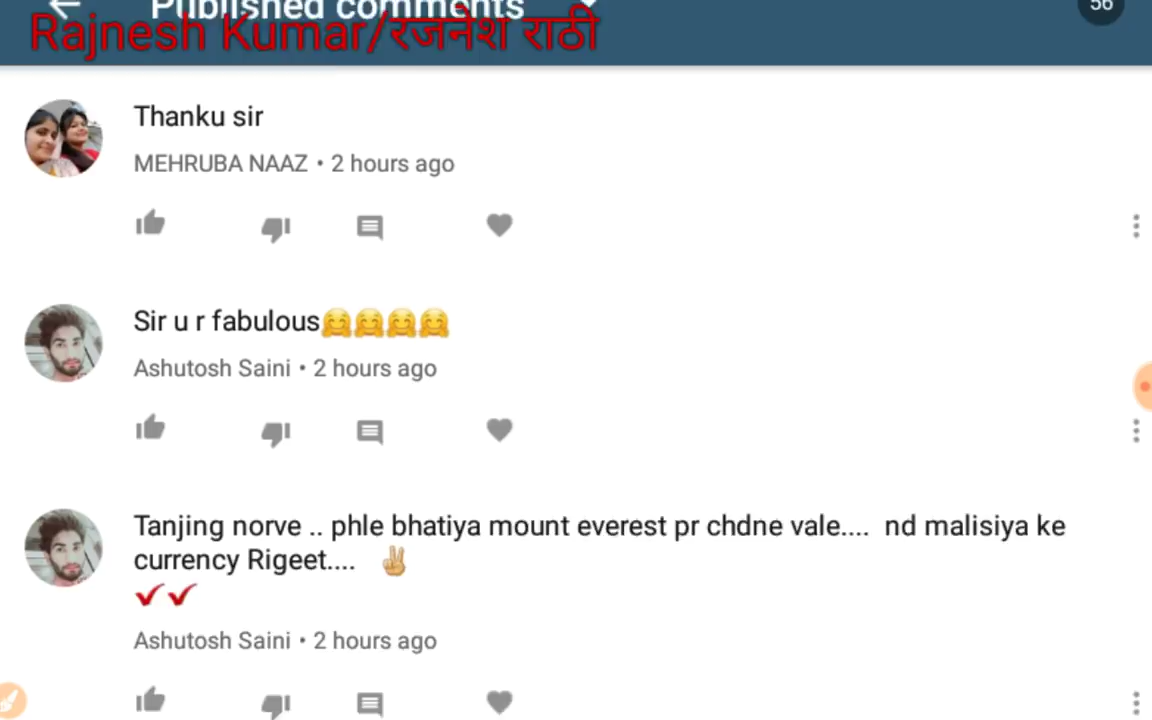 Published comments
56
Rajnesh Kumar/रजनेश राठी
Thanku sir
MEHRUBA NAAZ • 2 hours ago
Sir u r fabulous🤗🤗🤗🤗
Ashutosh Saini • 2 hours ago
Tanjing norve .. phle bhatiya mount everest pr chdne vale.... nd malisiya ke
currency Rigeet.... ✌🏼
✔✔
Ashutosh Saini • 2 hours ago